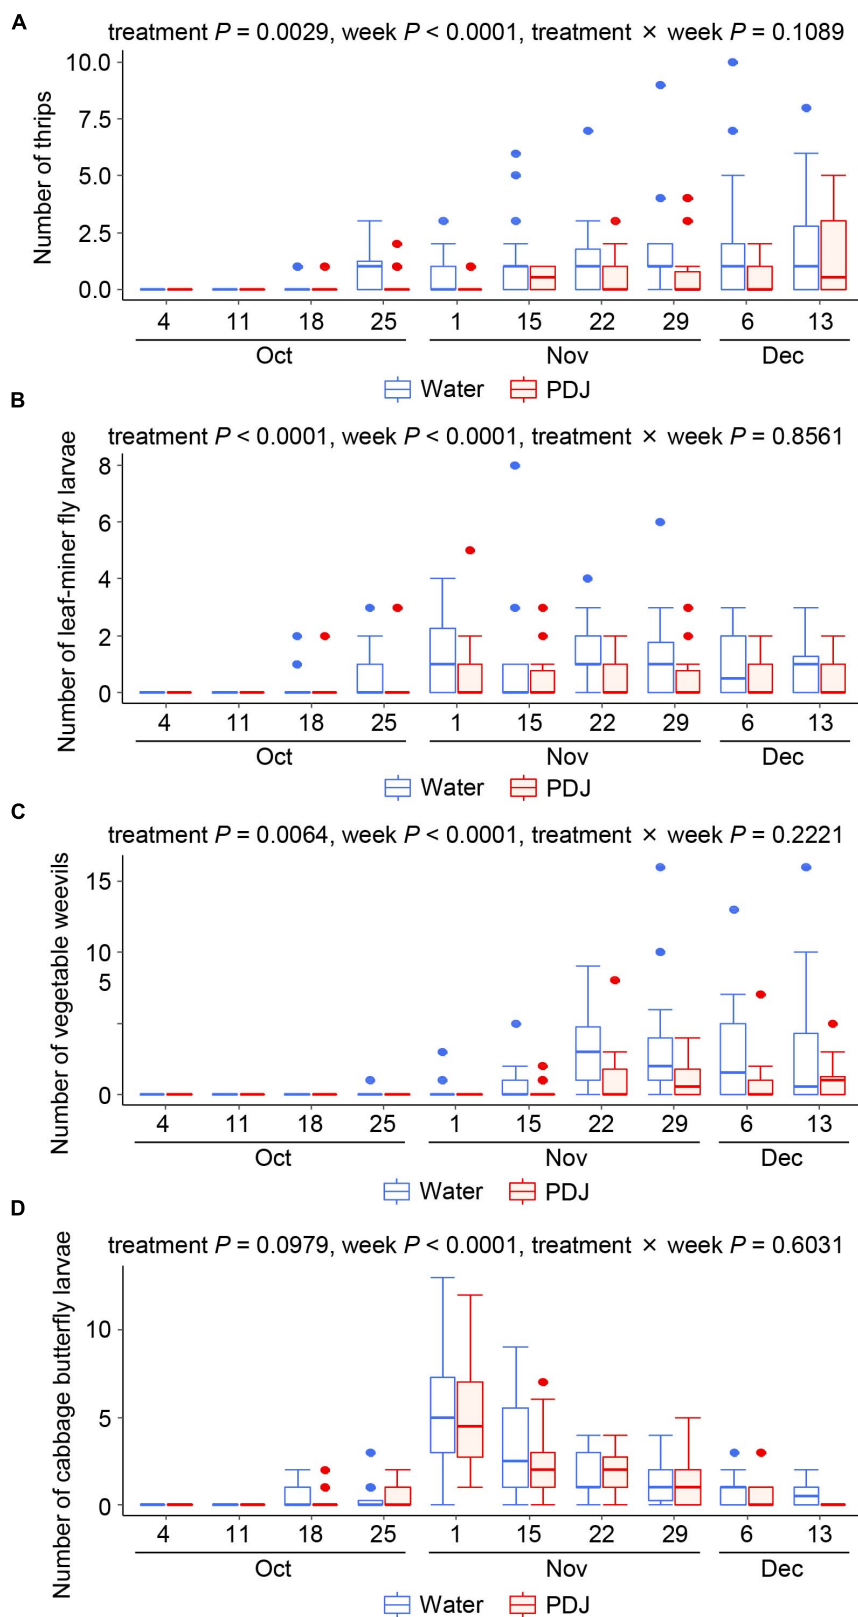 A
treatment P = 0.0029, week P < 0.0001, treatment × week P = 0.1089
Number of thrips
10.0
7.5
5.0
2.5
0.0
4 11 18 25 1 15 22 29 6 13
Oct Nov Dec
Water PDJ
B
treatment P < 0.0001, week P < 0.0001, treatment × week P = 0.8561
Number of leaf-miner fly larvae
8
6
4
2
0
4 11 18 25 1 15 22 29 6 13
Oct Nov Dec
Water PDJ
C
treatment P = 0.0064, week P < 0.0001, treatment × week P = 0.2221
Number of vegetable weevils
15
10
5
0
4 11 18 25 1 15 22 29 6 13
Oct Nov Dec
Water PDJ
D
treatment P = 0.0979, week P < 0.0001, treatment × week P = 0.6031
Number of cabbage butterfly larvae
10
5
0
4 11 18 25 1 15 22 29 6 13
Oct Nov Dec
Water PDJ